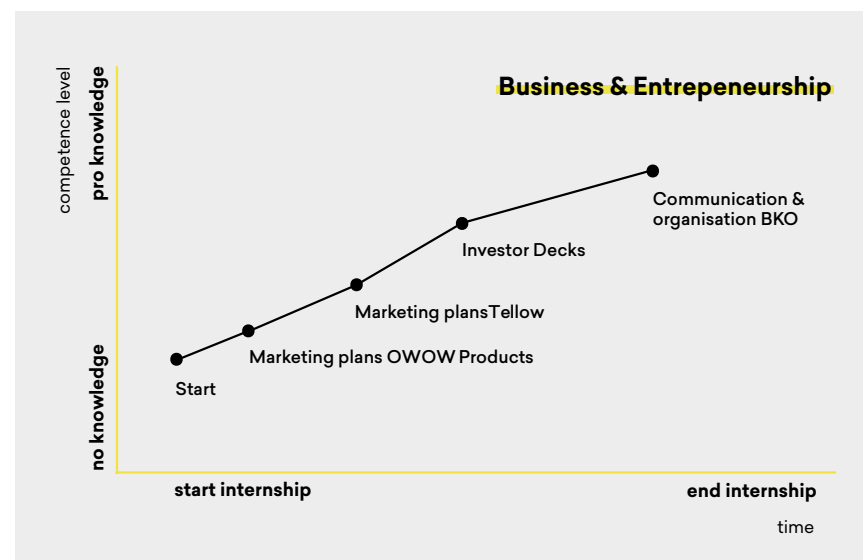 Business & Entrepeneurship
competence level
pro knowledge
no knowledge
Communication &
organisation BKO
Investor Decks
Marketing plansTellow
Marketing plans OWOW Products
Start
start internship
end internship
time